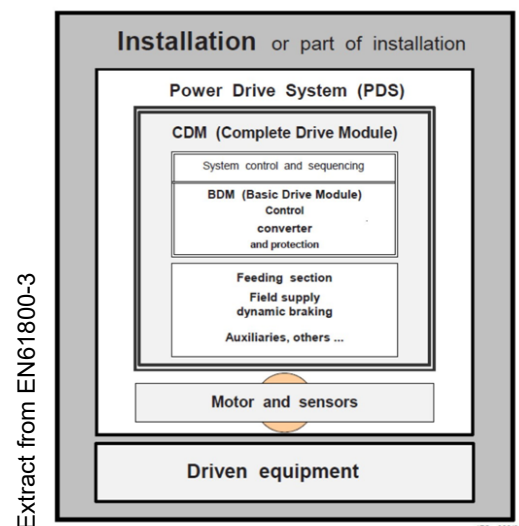 Installation or part of installation
Power Drive System (PDS)
CDM (Complete Drive Module)
System control and sequencing
BDM (Basic Drive Module)
Control
converter
and protection
Feeding section
Field supply
dynamic braking
Auxiliaries, others ...
Motor and sensors
Driven equipment
Extract from EN61800-3